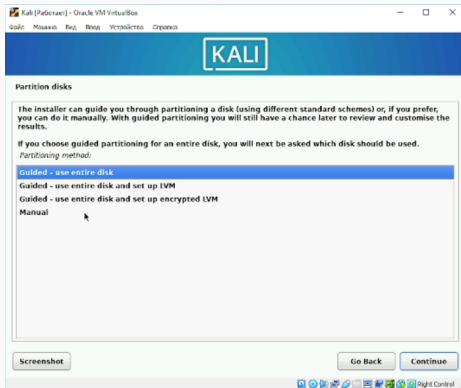 Kali [Работает] - Oracle VM VirtualBox
Файл Машина Вид Ввод Устройства Справка
KALI
Partition disks
The installer can guide you through partitioning a disk (using different standard schemes) or, if you prefer,
you can do it manually. With guided partitioning you will still have a chance later to review and customise the
results.
If you choose guided partitioning for an entire disk, you will next be asked which disk should be used.
Partitioning method:
Guided - use entire disk
Guided - use entire disk and set up LVM
Guided - use entire disk and set up encrypted LVM
Manual
Screenshot
Go Back
Continue
Right Control